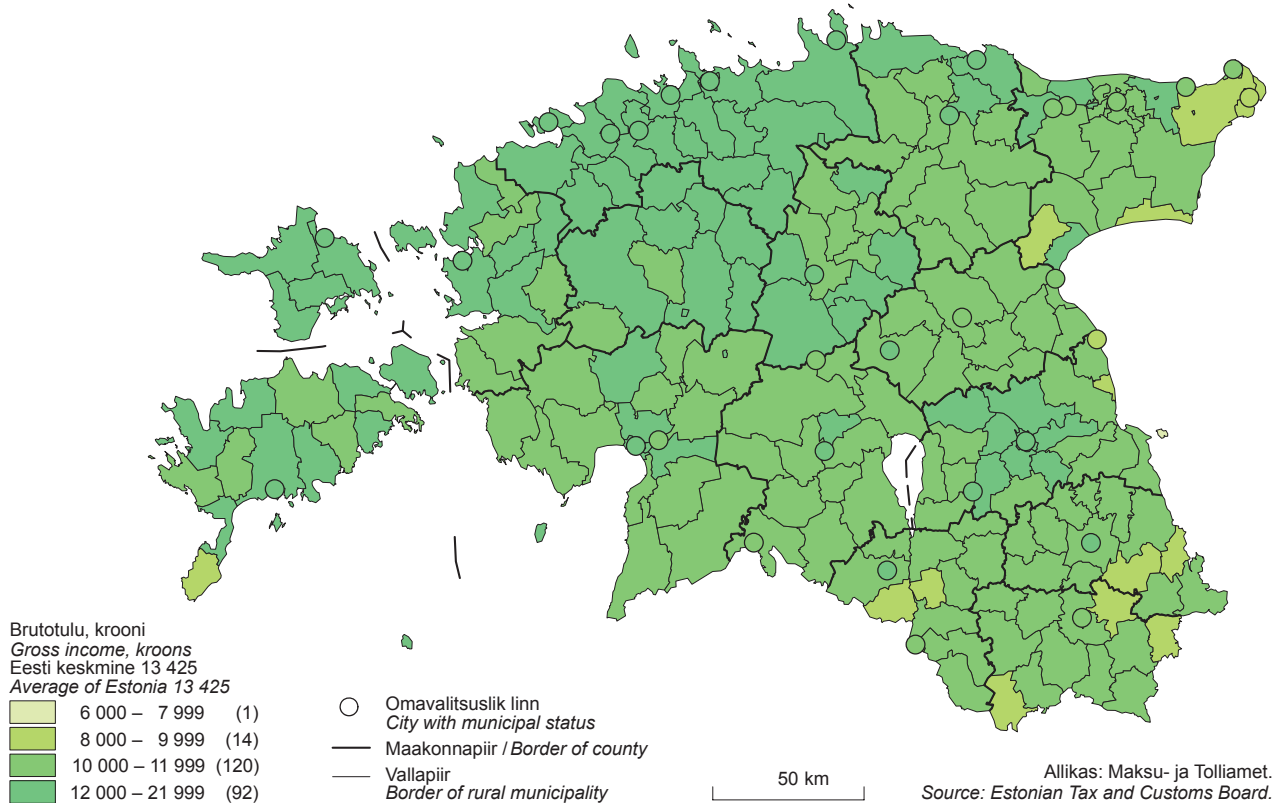 Brutotulu, krooni
Gross income, kroons
Eesti keskmine 13 425
Average of Estonia 13 425
6 000 – 7 999 (1)
8 000 – 9 999 (14)
10 000 – 11 999 (120)
12 000 – 21 999 (92)
Omavalitsuslik linn
City with municipal status
Maakonnapiir / Border of county
Vallapiir
Border of rural municipality
50 km
Allikas: Maksu- ja Tolliamet.
Source: Estonian Tax and Customs Board.